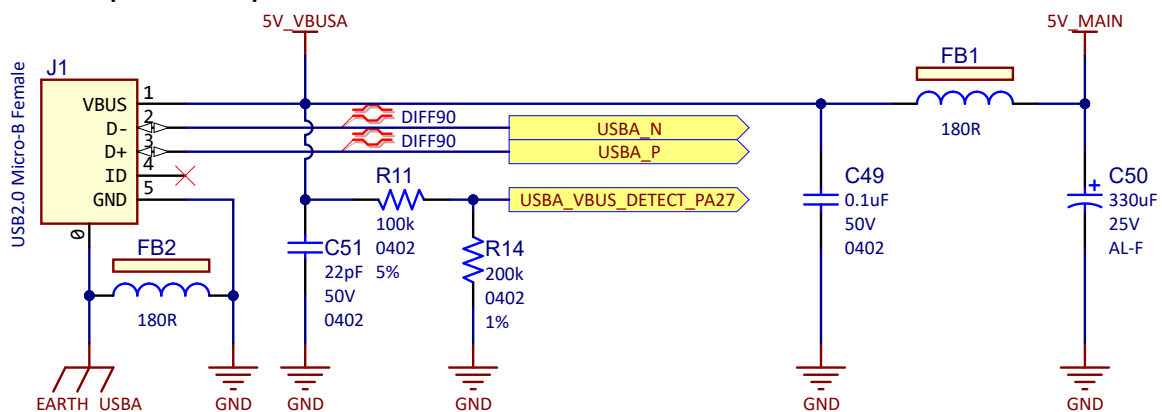 5V_VBUSA
5V_MAIN
J1
USB2.0 Micro-B Female
VBUS
1
D-
2
D+
3
ID
4
GND
5
0
DIFF90
DIFF90
USBA_N
USBA_P
USBA_VBUS_DETECT_PA27
FB1
180R
FB2
180R
R11
100k
0402
5%
C51
22pF
50V
0402
R14
200k
0402
1%
C49
0.1uF
50V
0402
C50
330uF
25V
AL-F
EARTH_USBA
GND
GND
GND
GND
GND